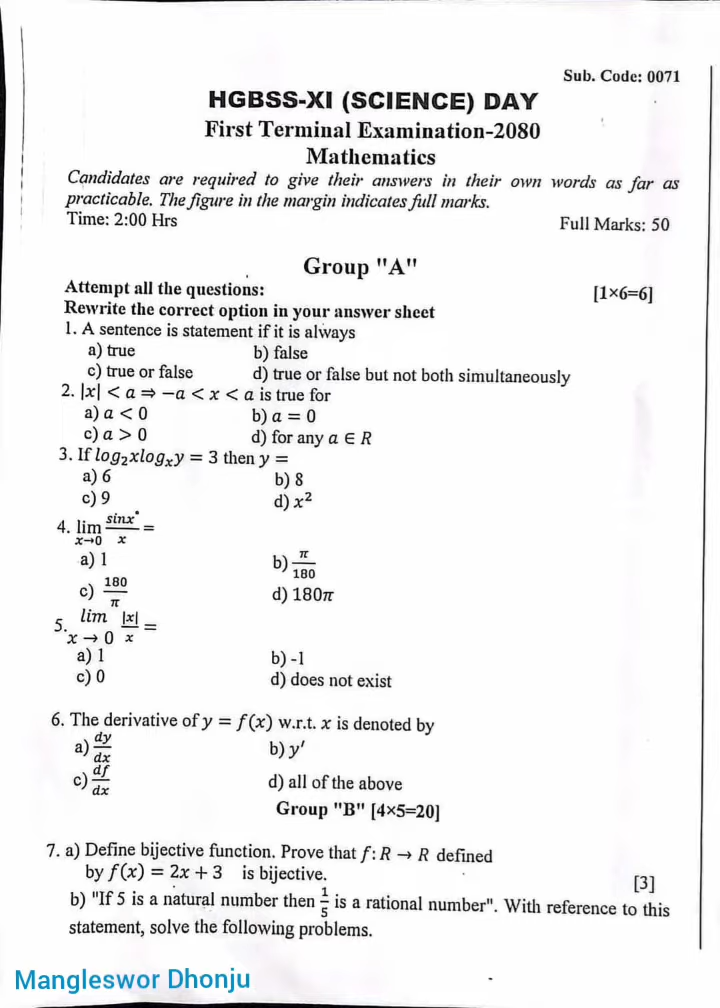 Sub. Code: 0071
HGBSS-XI (SCIENCE) DAY
First Terminal Examination-2080
Mathematics
Candidates are required to give their answers in their own words as far as
practicable. The figure in the margin indicates full marks.
Time: 2:00 Hrs Full Marks: 50
Group "A"
Attempt all the questions: [1×6=6]
Rewrite the correct option in your answer sheet
1. A sentence is statement if it is always
a) true b) false
c) true or false d) true or false but not both simultaneously
2. |x| < a ⇒ −a < x < a is true for
a) a < 0 b) a = 0
c) a > 0 d) for any a ∈ R
3. If log₂xlogₓy = 3 then y =
a) 6 b) 8
c) 9 d) x²
4. lim x→0 sinx°/x =
a) 1 b) π/180
c) 180/π d) 180π
5. lim x → 0 |x|/x =
a) 1 b) -1
c) 0 d) does not exist
6. The derivative of y = f(x) w.r.t. x is denoted by
a) dy/dx b) y′
c) df/dx d) all of the above
Group "B" [4×5=20]
7. a) Define bijective function. Prove that f: R → R defined
by f(x) = 2x + 3 is bijective. [3]
b) "If 5 is a natural number then 1/5 is a rational number". With reference to this
statement, solve the following problems.
Mangleswor Dhonju